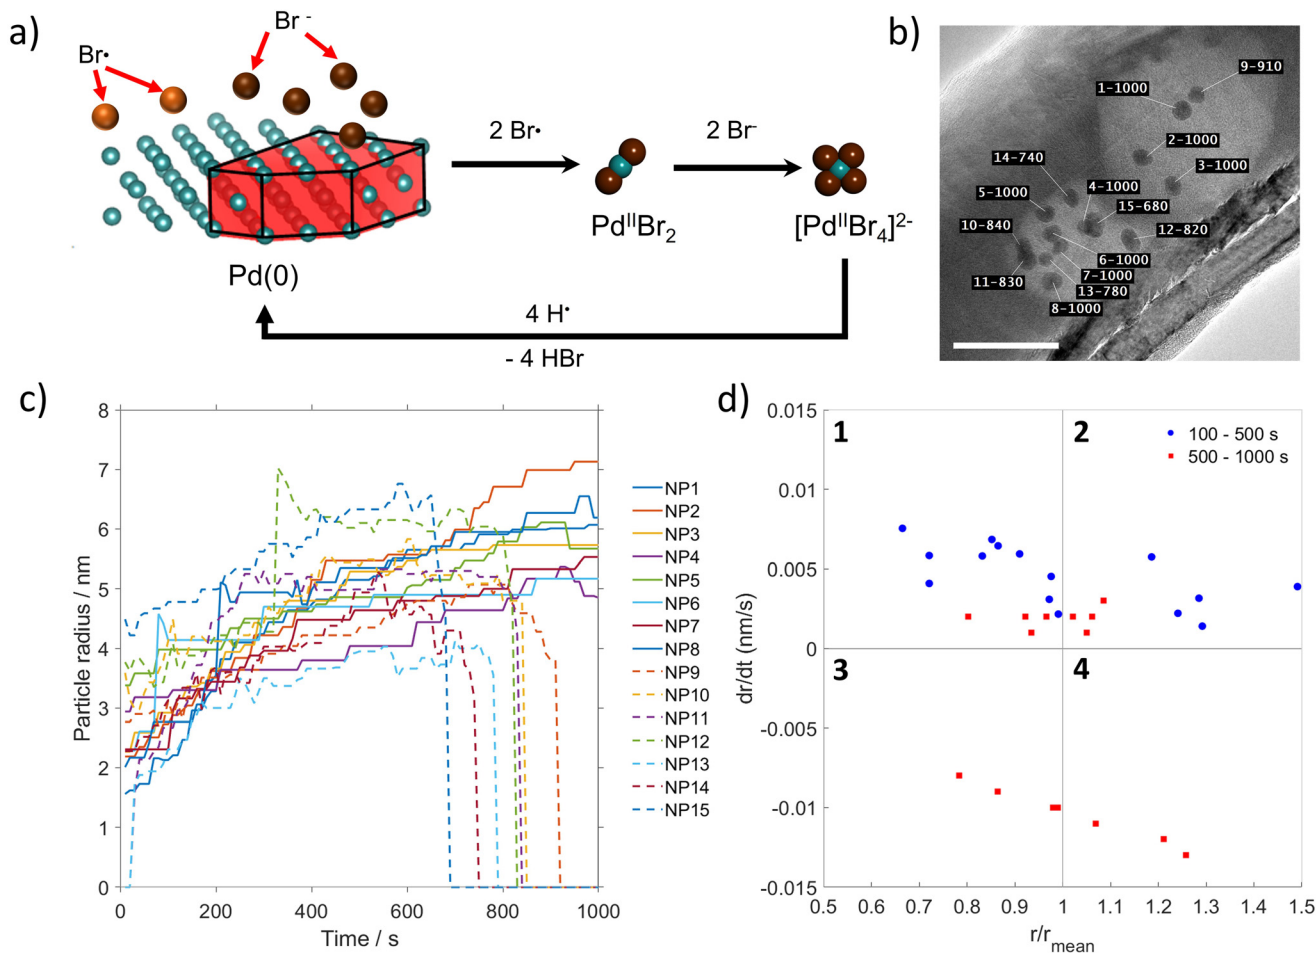 a)
Br•
Br -
2 Br•
2 Br-
Pd(0)
PdIIBr2
[PdIIBr4]2-
4 H•
- 4 HBr
b)
9-910
1-1000
2-1000
14-740
3-1000
5-1000
4-1000
15-680
10-840
12-820
6-1000
7-1000
11-830
13-780
8-1000
c)
8
7
6
5
4
3
2
1
0
Particle radius / nm
0 200 400 600 800 1000
Time / s
NP1
NP2
NP3
NP4
NP5
NP6
NP7
NP8
NP9
NP10
NP11
NP12
NP13
NP14
NP15
d)
0.015
0.01
0.005
0
-0.005
-0.01
-0.015
dr/dt (nm/s)
1
2
100 - 500 s
500 - 1000 s
3
4
0.5 0.6 0.7 0.8 0.9 1 1.1 1.2 1.3 1.4 1.5
r/rmean